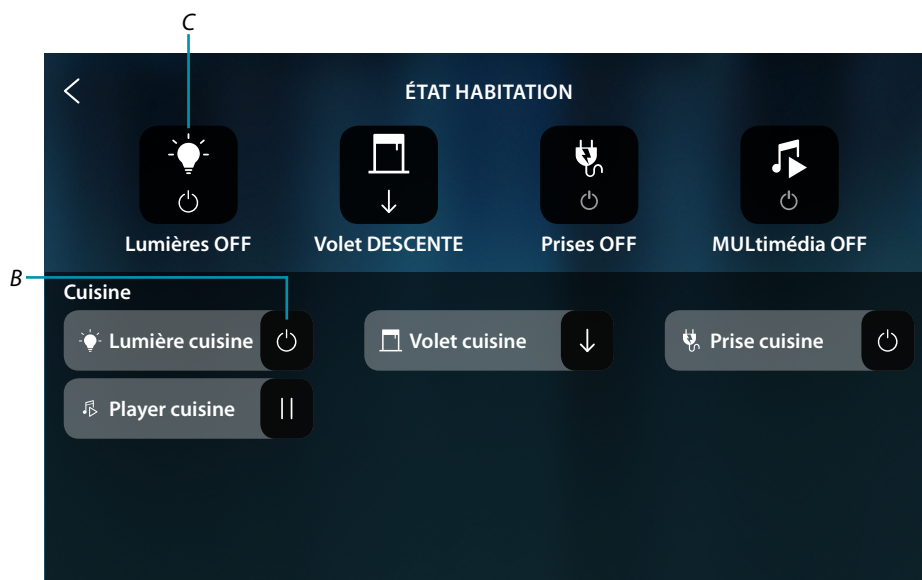 C
ÉTAT HABITATION
Lumières OFF
Volet DESCENTE
Prises OFF
MULtimédia OFF
B
Cuisine
Lumière cuisine
Volet cuisine
Prise cuisine
Player cuisine